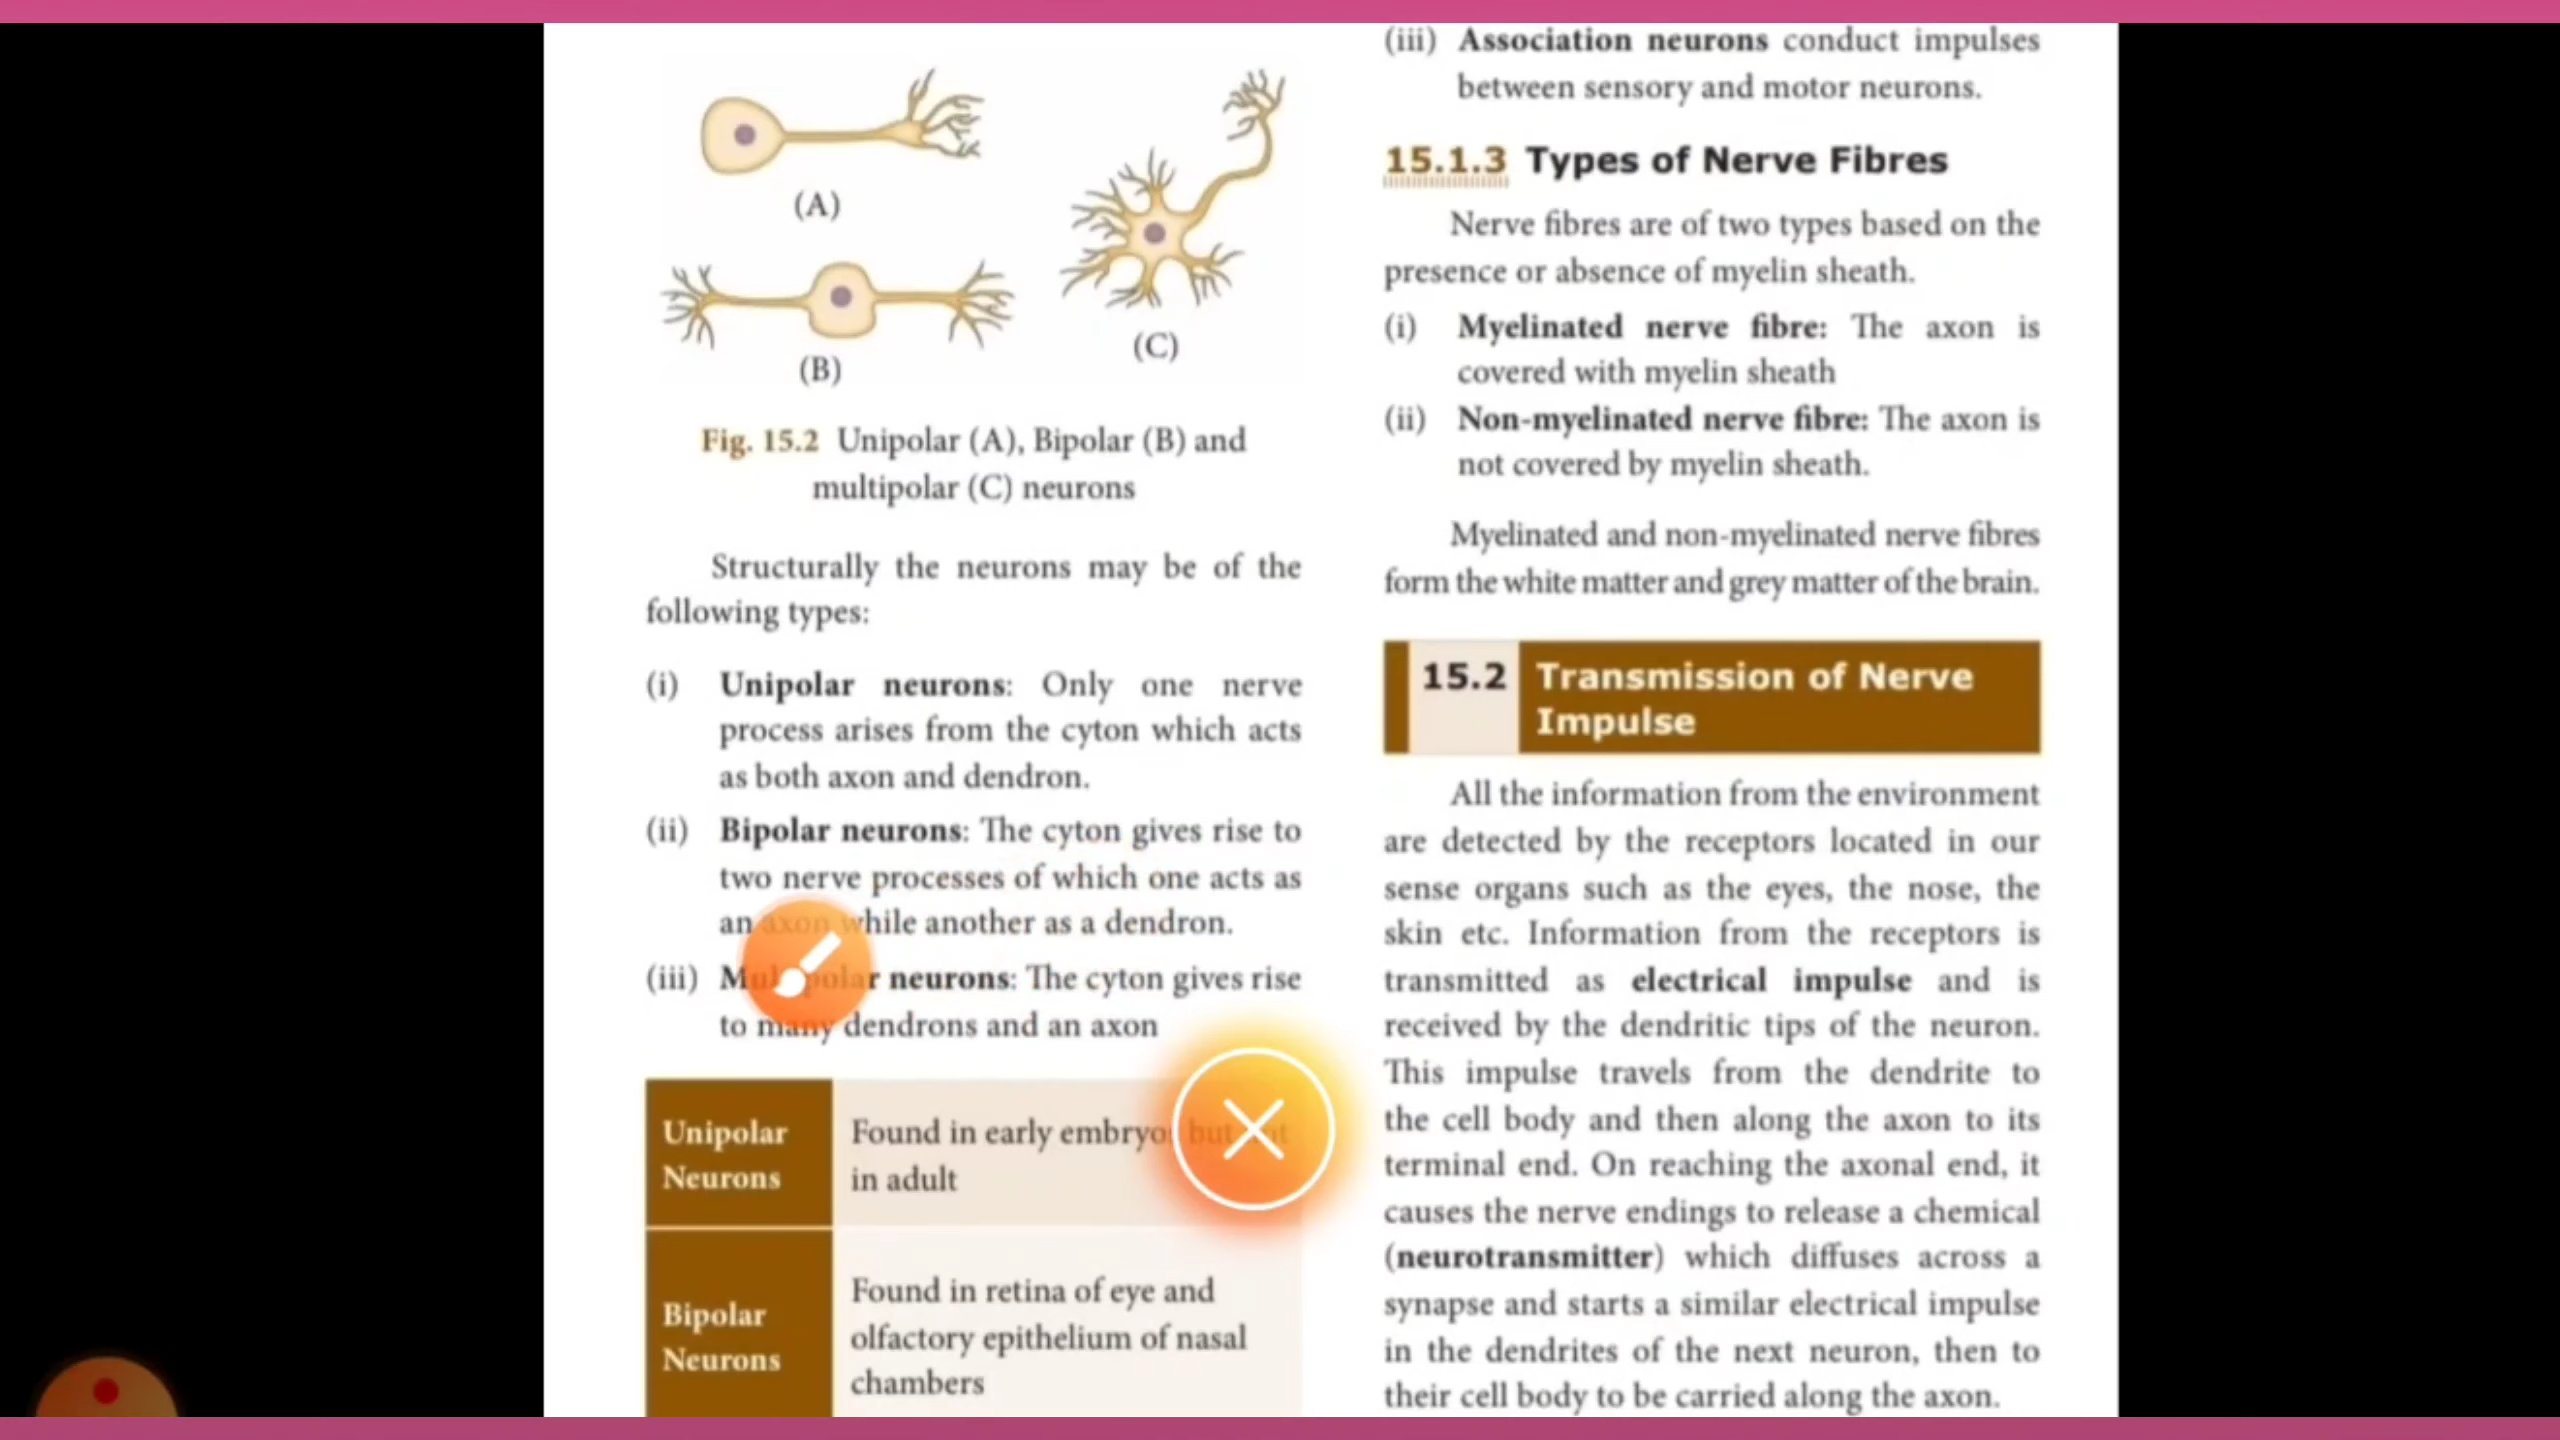 (A)
(B)
(C)
Fig. 15.2 Unipolar (A), Bipolar (B) and
multipolar (C) neurons
Structurally the neurons may be of the
following types:
(i) Unipolar neurons: Only one nerve
process arises from the cyton which acts
as both axon and dendron.
(ii) Bipolar neurons: The cyton gives rise to
two nerve processes of which one acts as
an axon while another as a dendron.
(iii) Multipolar neurons: The cyton gives rise
to many dendrons and an axon
Unipolar
Neurons
Found in early embryos but not
in adult
Bipolar
Neurons
Found in retina of eye and
olfactory epithelium of nasal
chambers
(iii) Association neurons conduct impulses
between sensory and motor neurons.
15.1.3 Types of Nerve Fibres
Nerve fibres are of two types based on the
presence or absence of myelin sheath.
(i) Myelinated nerve fibre: The axon is
covered with myelin sheath
(ii) Non-myelinated nerve fibre: The axon is
not covered by myelin sheath.
Myelinated and non-myelinated nerve fibres
form the white matter and grey matter of the brain.
15.2 Transmission of Nerve
Impulse
All the information from the environment
are detected by the receptors located in our
sense organs such as the eyes, the nose, the
skin etc. Information from the receptors is
transmitted as electrical impulse and is
received by the dendritic tips of the neuron.
This impulse travels from the dendrite to
the cell body and then along the axon to its
terminal end. On reaching the axonal end, it
causes the nerve endings to release a chemical
(neurotransmitter) which diffuses across a
synapse and starts a similar electrical impulse
in the dendrites of the next neuron, then to
their cell body to be carried along the axon.